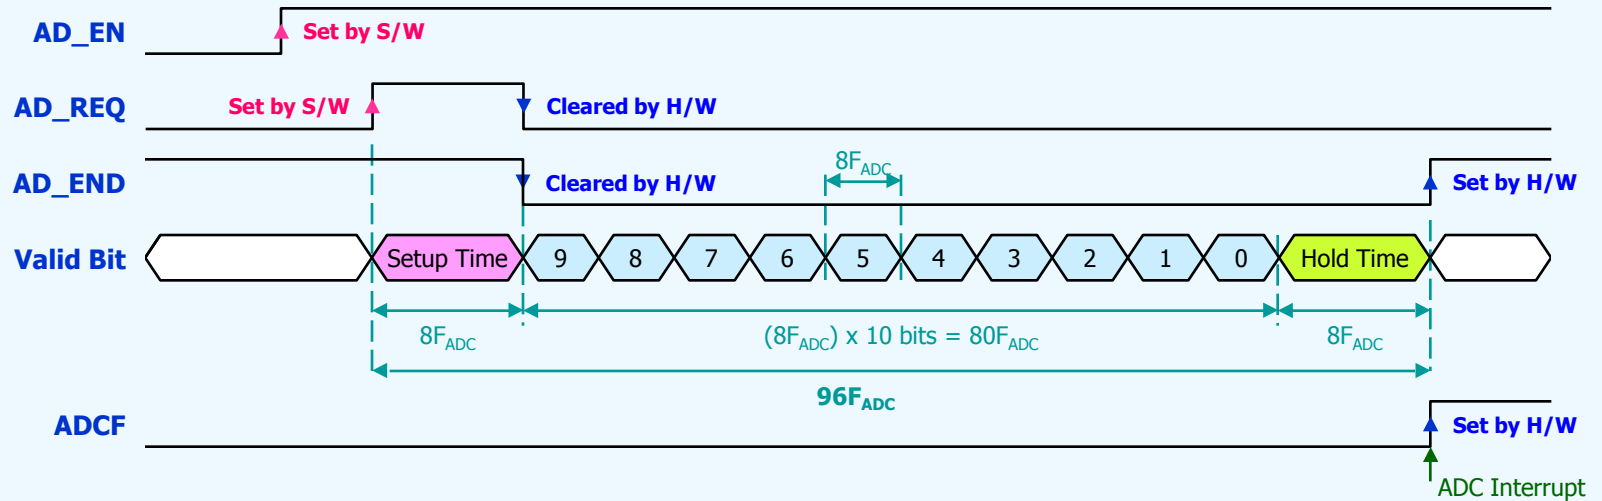 AD_EN
Set by S/W
AD_REQ
Set by S/W
Cleared by H/W
AD_END
Cleared by H/W
8FADC
Set by H/W
Valid Bit
Setup Time
9
8
7
6
5
4
3
2
1
0
Hold Time
8FADC
(8FADC) x 10 bits = 80FADC
8FADC
96FADC
ADCF
Set by H/W
ADC Interrupt